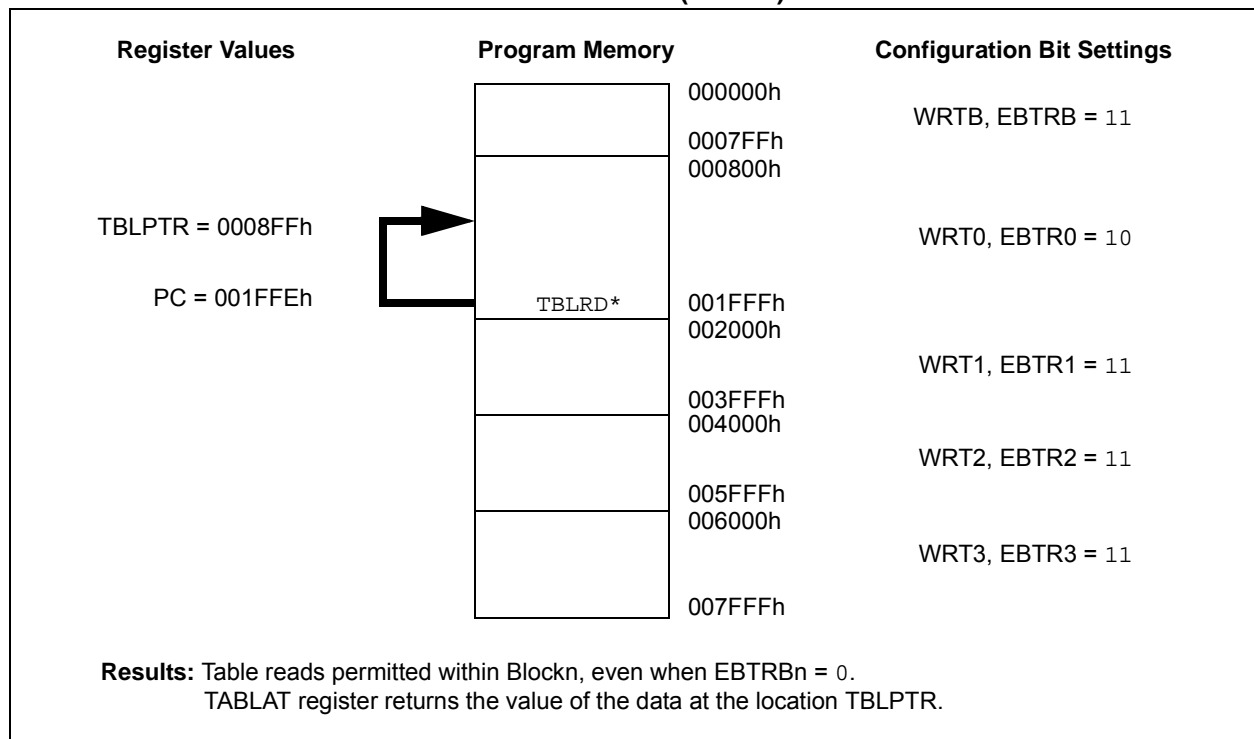 Register Values Program Memory Configuration Bit Settings
000000h
WRTB, EBTRB = 11
0007FFh
000800h
TBLPTR = 0008FFh
WRT0, EBTR0 = 10
PC = 001FFEh
TBLRD*
001FFFh
002000h
WRT1, EBTR1 = 11
003FFFh
004000h
WRT2, EBTR2 = 11
005FFFh
006000h
WRT3, EBTR3 = 11
007FFFh
Results: Table reads permitted within Blockn, even when EBTRBn = 0.
TABLAT register returns the value of the data at the location TBLPTR.